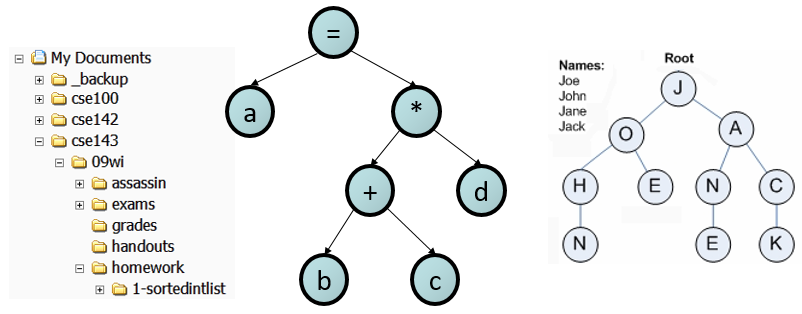 My Documents
_backup
cse100
cse142
cse143
09wi
assassin
exams
grades
handouts
homework
1-sortedintlist
=
a *
+ d
b c
Names:
Joe
John
Jane
Jack
Root
J
O A
H E N C
N E K